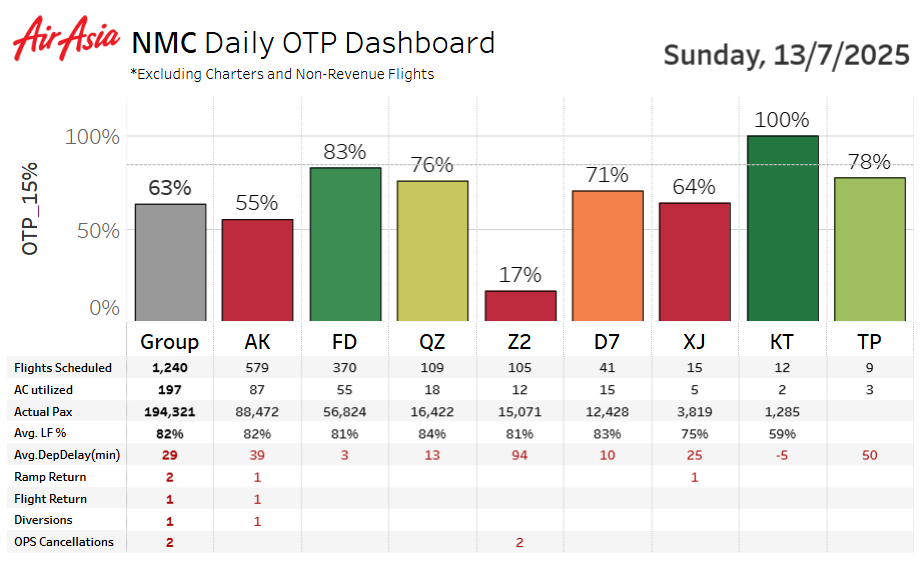 AirAsia
NMC Daily OTP Dashboard
*Excluding Charters and Non-Revenue Flights
Sunday, 13/7/2025
OTP_15%
100%
50%
0%
63%
55%
83%
76%
17%
71%
64%
100%
78%
Group AK FD QZ Z2 D7 XJ KT TP
Flights Scheduled 1,240 579 370 109 105 41 15 12 9
AC utilized 197 87 55 18 12 15 5 2 3
Actual Pax 194,321 88,472 56,824 16,422 15,071 12,428 3,819 1,285
Avg. LF % 82% 82% 81% 84% 81% 83% 75% 59%
Avg.DepDelay(min) 29 39 3 13 94 10 25 -5 50
Ramp Return 2 1 1
Flight Return 1 1
Diversions 1 1
OPS Cancellations 2 2